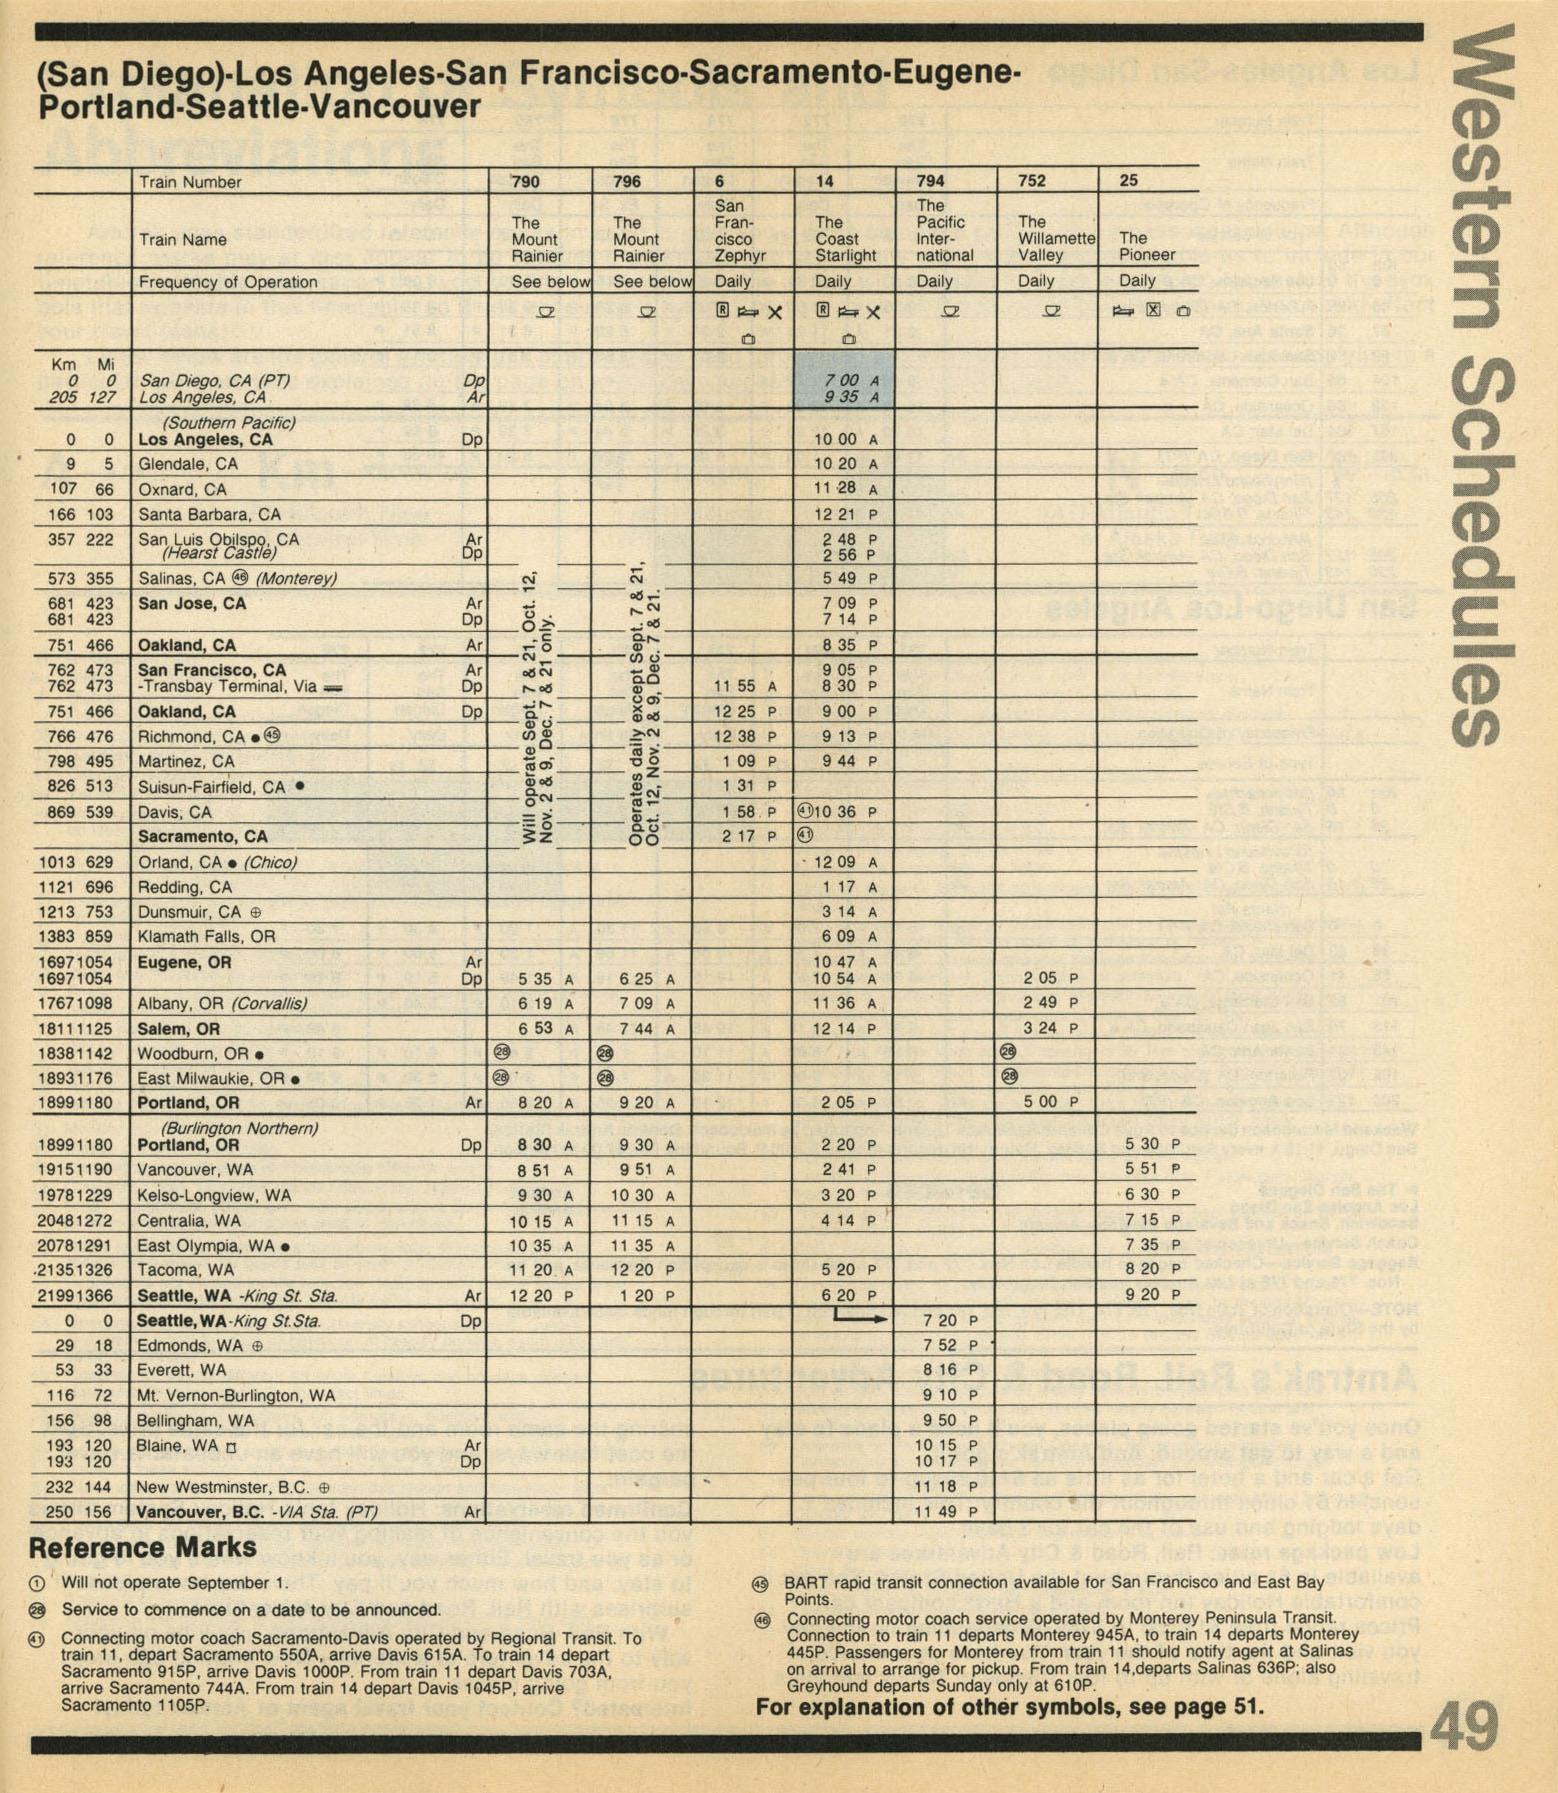 Western Schedules
(San Diego)-Los Angeles-San Francisco-Sacramento-Eugene-
Portland-Seattle-Vancouver
Train Number 790 796 6 14 794 752 25
Train Name The Mount Rainier The Mount Rainier San Fran- cisco Zephyr The Coast Starlight The Pacific Inter- national The Willamette Valley The Pioneer
Frequency of Operation See below See below Daily Daily Daily Daily Daily
R R X
Km Mi
0 0 San Diego, CA (PT) Dp 7 00 A
205 127 Los Angeles, CA Ar 9 35 A
(Southern Pacific)
0 0 Los Angeles, CA Dp 10 00 A
9 5 Glendale, CA 10 20 A
107 66 Oxnard, CA 11 28 A
166 103 Santa Barbara, CA 12 21 P
357 222 San Luis Obilspo, CA Ar 2 48 P
(Hearst Castle) Dp 2 56 P
573 355 Salinas, CA 46 (Monterey) 5 49 P
681 423 San Jose, CA Ar 7 09 P
681 423 Dp 7 14 P
751 466 Oakland, CA Ar 8 35 P
762 473 San Francisco, CA Ar 9 05 P
762 473 -Transbay Terminal, Via Dp 11 55 A 8 30 P
751 466 Oakland, CA Dp 12 25 P 9 00 P
766 476 Richmond, CA ● 45 12 38 P 9 13 P
798 495 Martinez, CA 1 09 P 9 44 P
826 513 Suisun-Fairfield, CA ● 1 31 P
869 539 Davis, CA 1 58 P 41 10 36 P
Sacramento, CA 2 17 P 41
Will operate Sept. 7 & 21, Oct. 12,
Nov. 2 & 9, Dec. 7 & 21 only.
Operates daily except Sept. 7 & 21,
Oct. 12, Nov. 2 & 9, Dec. 7 & 21.
1013 629 Orland, CA ● (Chico) 12 09 A
1121 696 Redding, CA 1 17 A
1213 753 Dunsmuir, CA ⊕ 3 14 A
1383 859 Klamath Falls, OR 6 09 A
1697 1054 Eugene, OR Ar 10 47 A
1697 1054 Dp 5 35 A 6 25 A 10 54 A 2 05 P
1767 1098 Albany, OR (Corvallis) 6 19 A 7 09 A 11 36 A 2 49 P
1811 1125 Salem, OR 6 53 A 7 44 A 12 14 P 3 24 P
1838 1142 Woodburn, OR ● 28 28 28
1893 1176 East Milwaukie, OR ● 28 28 28
1899 1180 Portland, OR Ar 8 20 A 9 20 A 2 05 P 5 00 P
(Burlington Northern)
1899 1180 Portland, OR Dp 8 30 A 9 30 A 2 20 P 5 30 P
1915 1190 Vancouver, WA 8 51 A 9 51 A 2 41 P 5 51 P
1978 1229 Kelso-Longview, WA 9 30 A 10 30 A 3 20 P 6 30 P
2048 1272 Centralia, WA 10 15 A 11 15 A 4 14 P 7 15 P
2078 1291 East Olympia, WA ● 10 35 A 11 35 A 7 35 P
2135 1326 Tacoma, WA 11 20 A 12 20 P 5 20 P 8 20 P
2199 1366 Seattle, WA -King St. Sta. Ar 12 20 P 1 20 P 6 20 P 9 20 P
0 0 Seattle, WA-King St.Sta. Dp 7 20 P
29 18 Edmonds, WA ⊕ 7 52 P
53 33 Everett, WA 8 16 P
116 72 Mt. Vernon-Burlington, WA 9 10 P
156 98 Bellingham, WA 9 50 P
193 120 Blaine, WA Ar 10 15 P
193 120 Dp 10 17 P
232 144 New Westminster, B.C. ⊕ 11 18 P
250 156 Vancouver, B.C. -VIA Sta. (PT) Ar 11 49 P
Reference Marks
① Will not operate September 1.
28 Service to commence on a date to be announced.
41 Connecting motor coach Sacramento-Davis operated by Regional Transit. To
train 11, depart Sacramento 550A, arrive Davis 615A. To train 14 depart
Sacramento 915P, arrive Davis 1000P. From train 11 depart Davis 703A,
arrive Sacramento 744A. From train 14 depart Davis 1045P, arrive
Sacramento 1105P.
45 BART rapid transit connection available for San Francisco and East Bay
Points.
46 Connecting motor coach service operated by Monterey Peninsula Transit.
Connection to train 11 departs Monterey 945A, to train 14 departs Monterey
445P. Passengers for Monterey from train 11 should notify agent at Salinas
on arrival to arrange for pickup. From train 14,departs Salinas 636P; also
Greyhound departs Sunday only at 610P.
For explanation of other symbols, see page 51.
49